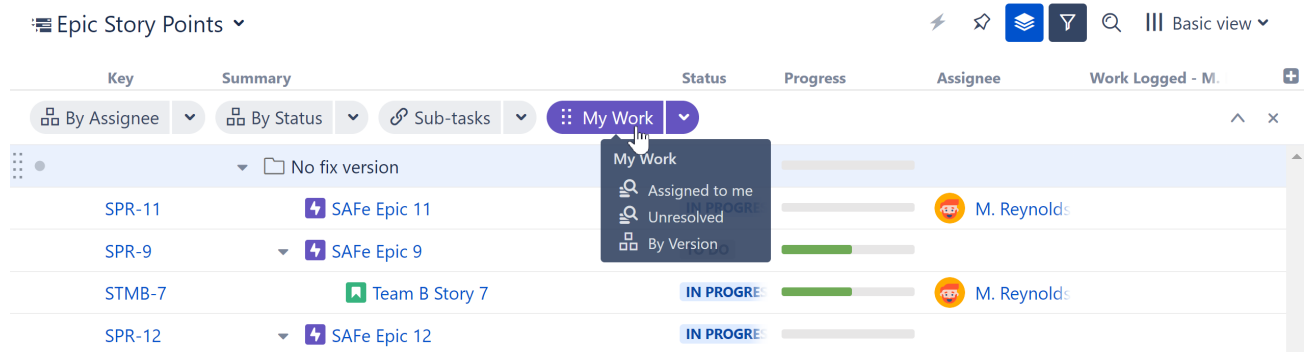 Epic Story Points
Basic view
Key Summary Status Progress Assignee Work Logged - M.
By Assignee By Status Sub-tasks My Work
My Work
No fix version
Assigned to me
SPR-11 SAFe Epic 11 M. Reynolds
Unresolved
By Version
SPR-9 SAFe Epic 9 TO DO
STMB-7 Team B Story 7 IN PROGRES M. Reynolds
SPR-12 SAFe Epic 12 IN PROGRES